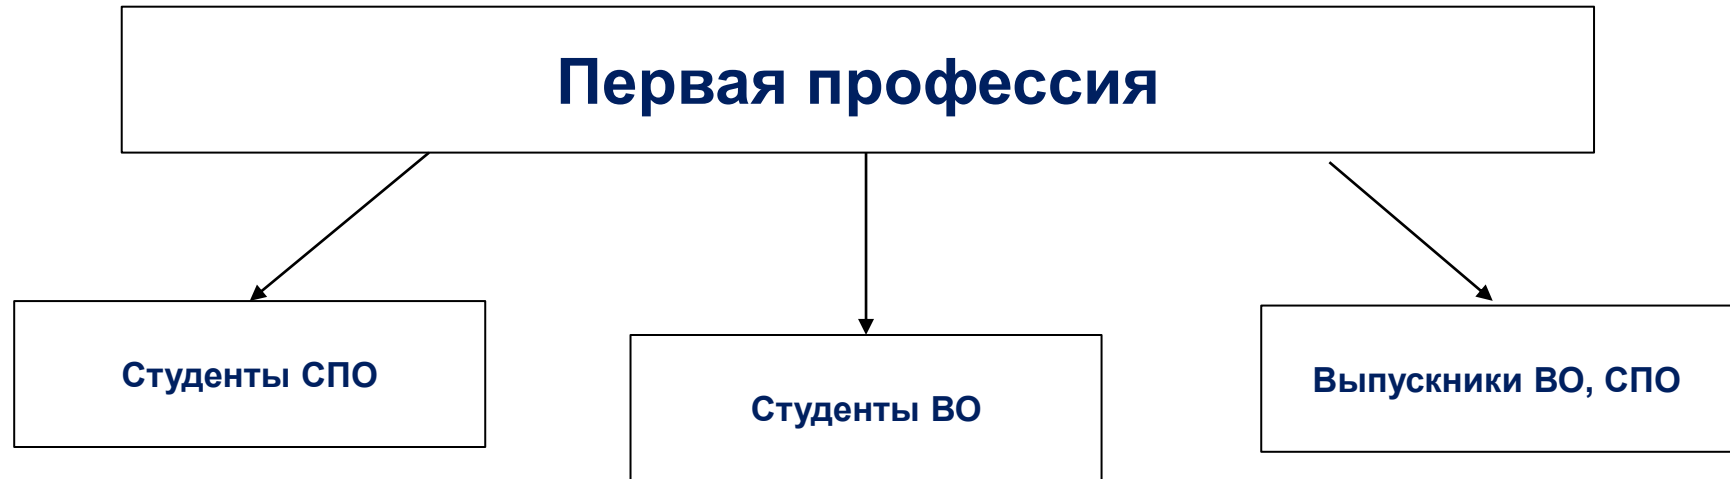 Первая профессия
Студенты СПО
Студенты ВО
Выпускники ВО, СПО